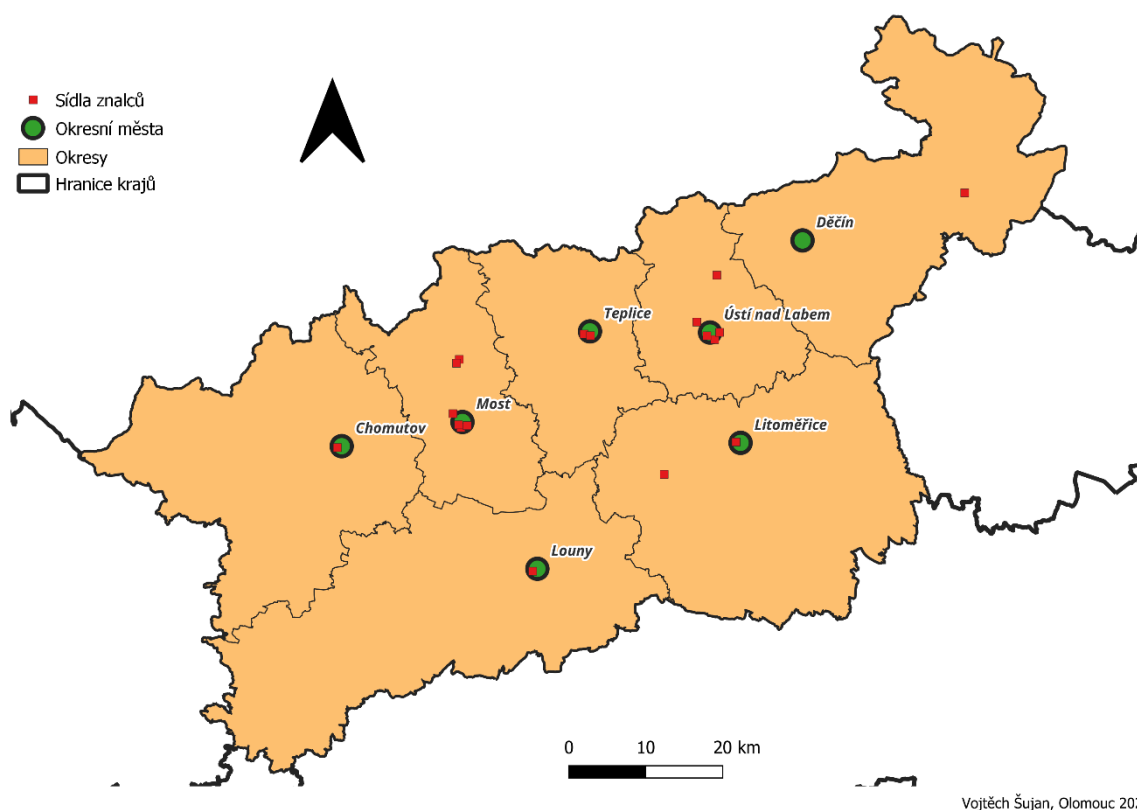 Sídla znalců
Okresní města
Okresy
Hranice krajů
Děčín
Teplice
Ústí nad Labem
Most
Chomutov
Litoměřice
Louny
0 10 20 km
Vojtěch Šujan, Olomouc 202